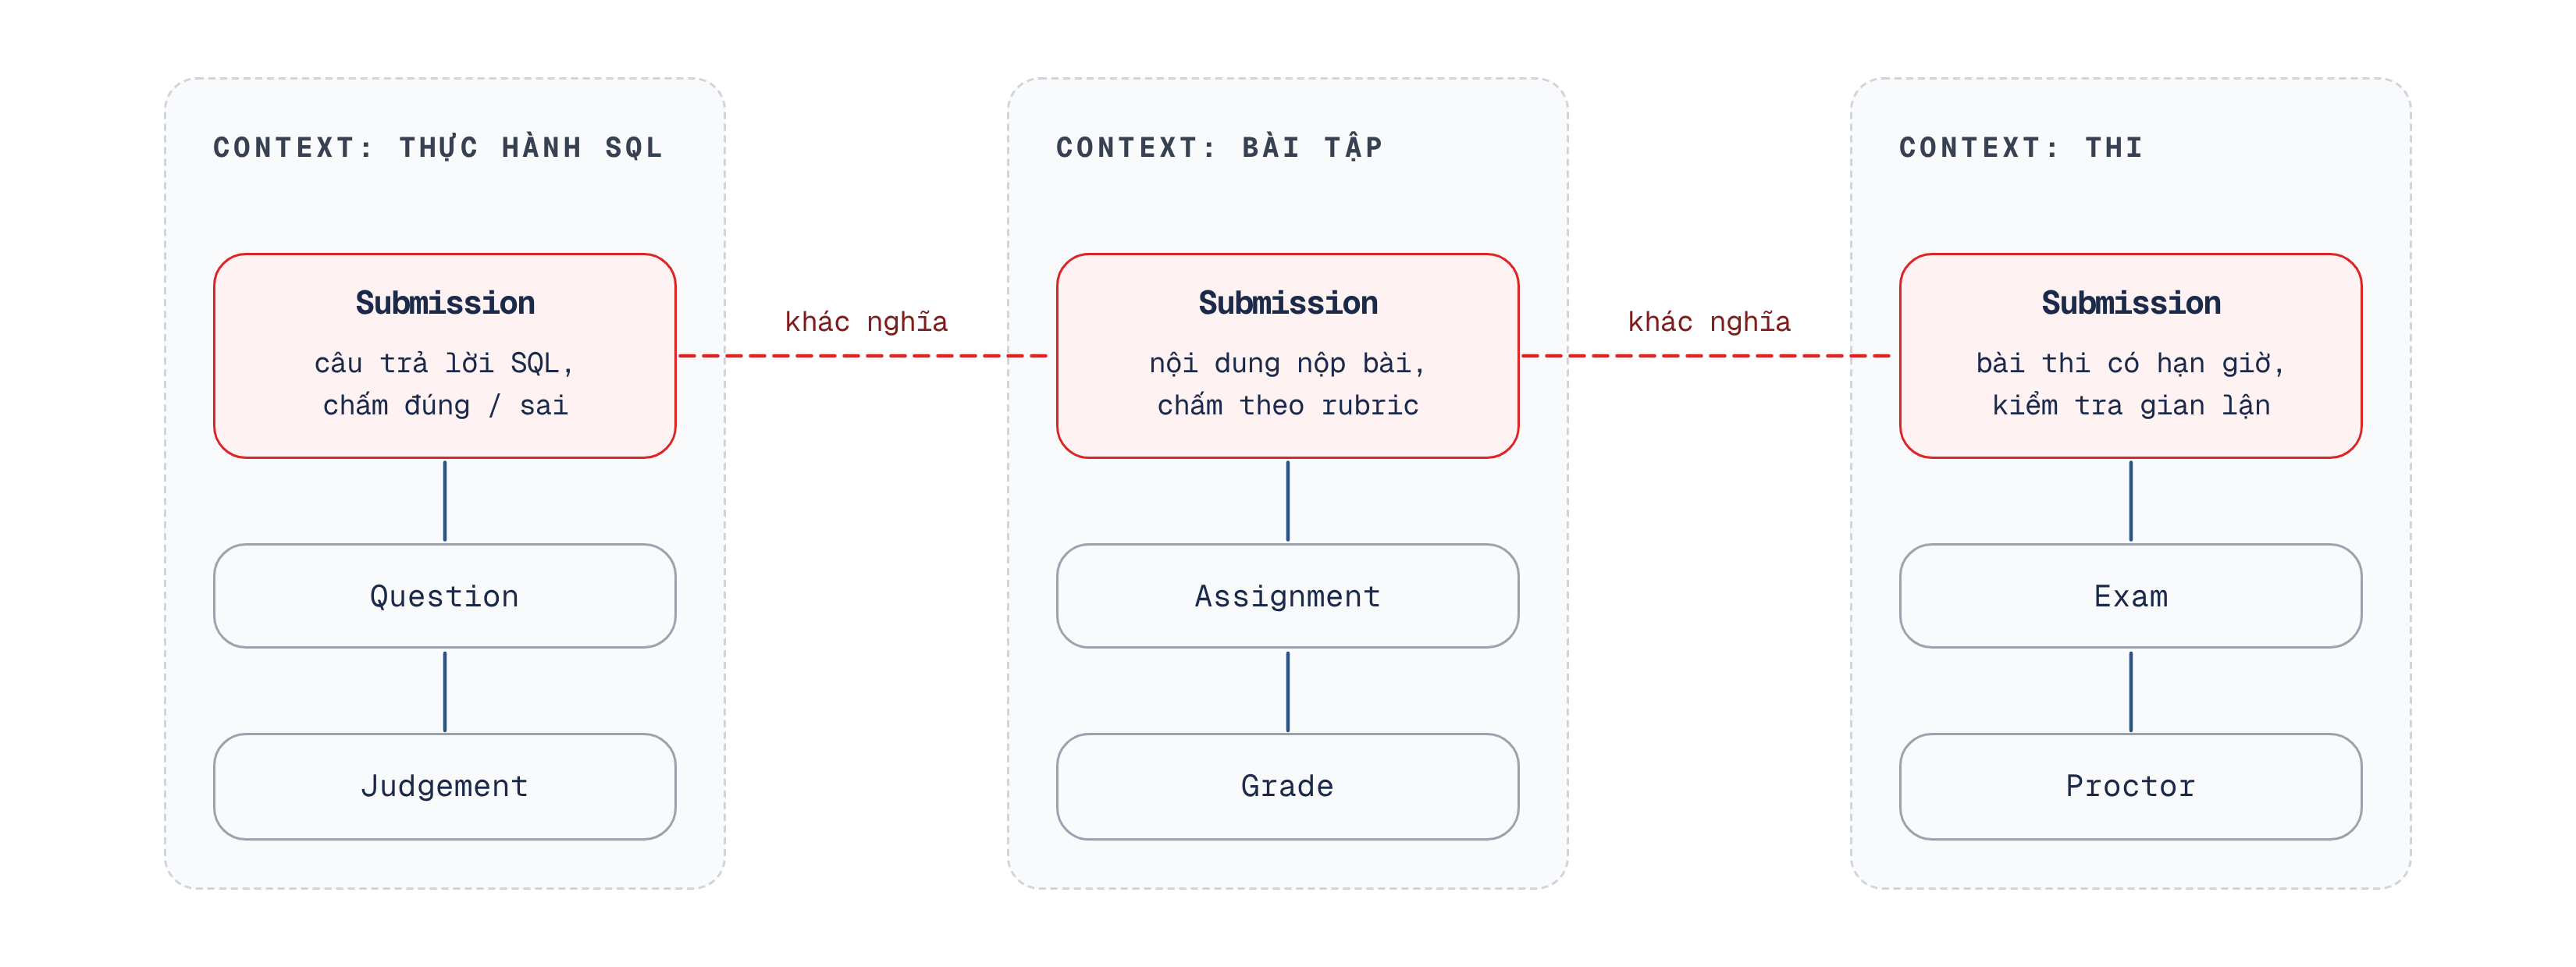 CONTEXT: THỰC HÀNH SQL
Submission
câu trả lời SQL,
chấm đúng / sai
Question
Judgement
khác nghĩa
CONTEXT: BÀI TẬP
Submission
nội dung nộp bài,
chấm theo rubric
Assignment
Grade
khác nghĩa
CONTEXT: THI
Submission
bài thi có hạn giờ,
kiểm tra gian lận
Exam
Proctor